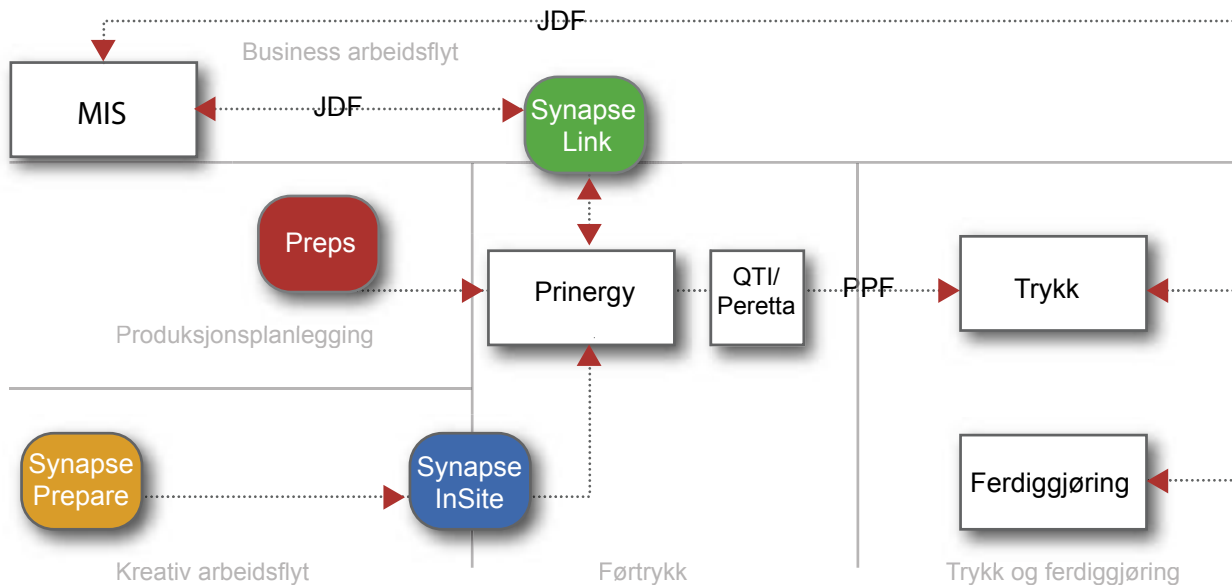 JDF
Business arbeidsflyt
MIS
JDF
Synapse
Link
Preps
Prinergy
QTI/
Peretta
PPF
Trykk
Produksjonsplanlegging
Synapse
Prepare
Synapse
InSite
Ferdiggjøring
Kreativ arbeidsflyt
Førtrykk
Trykk og ferdiggjøring